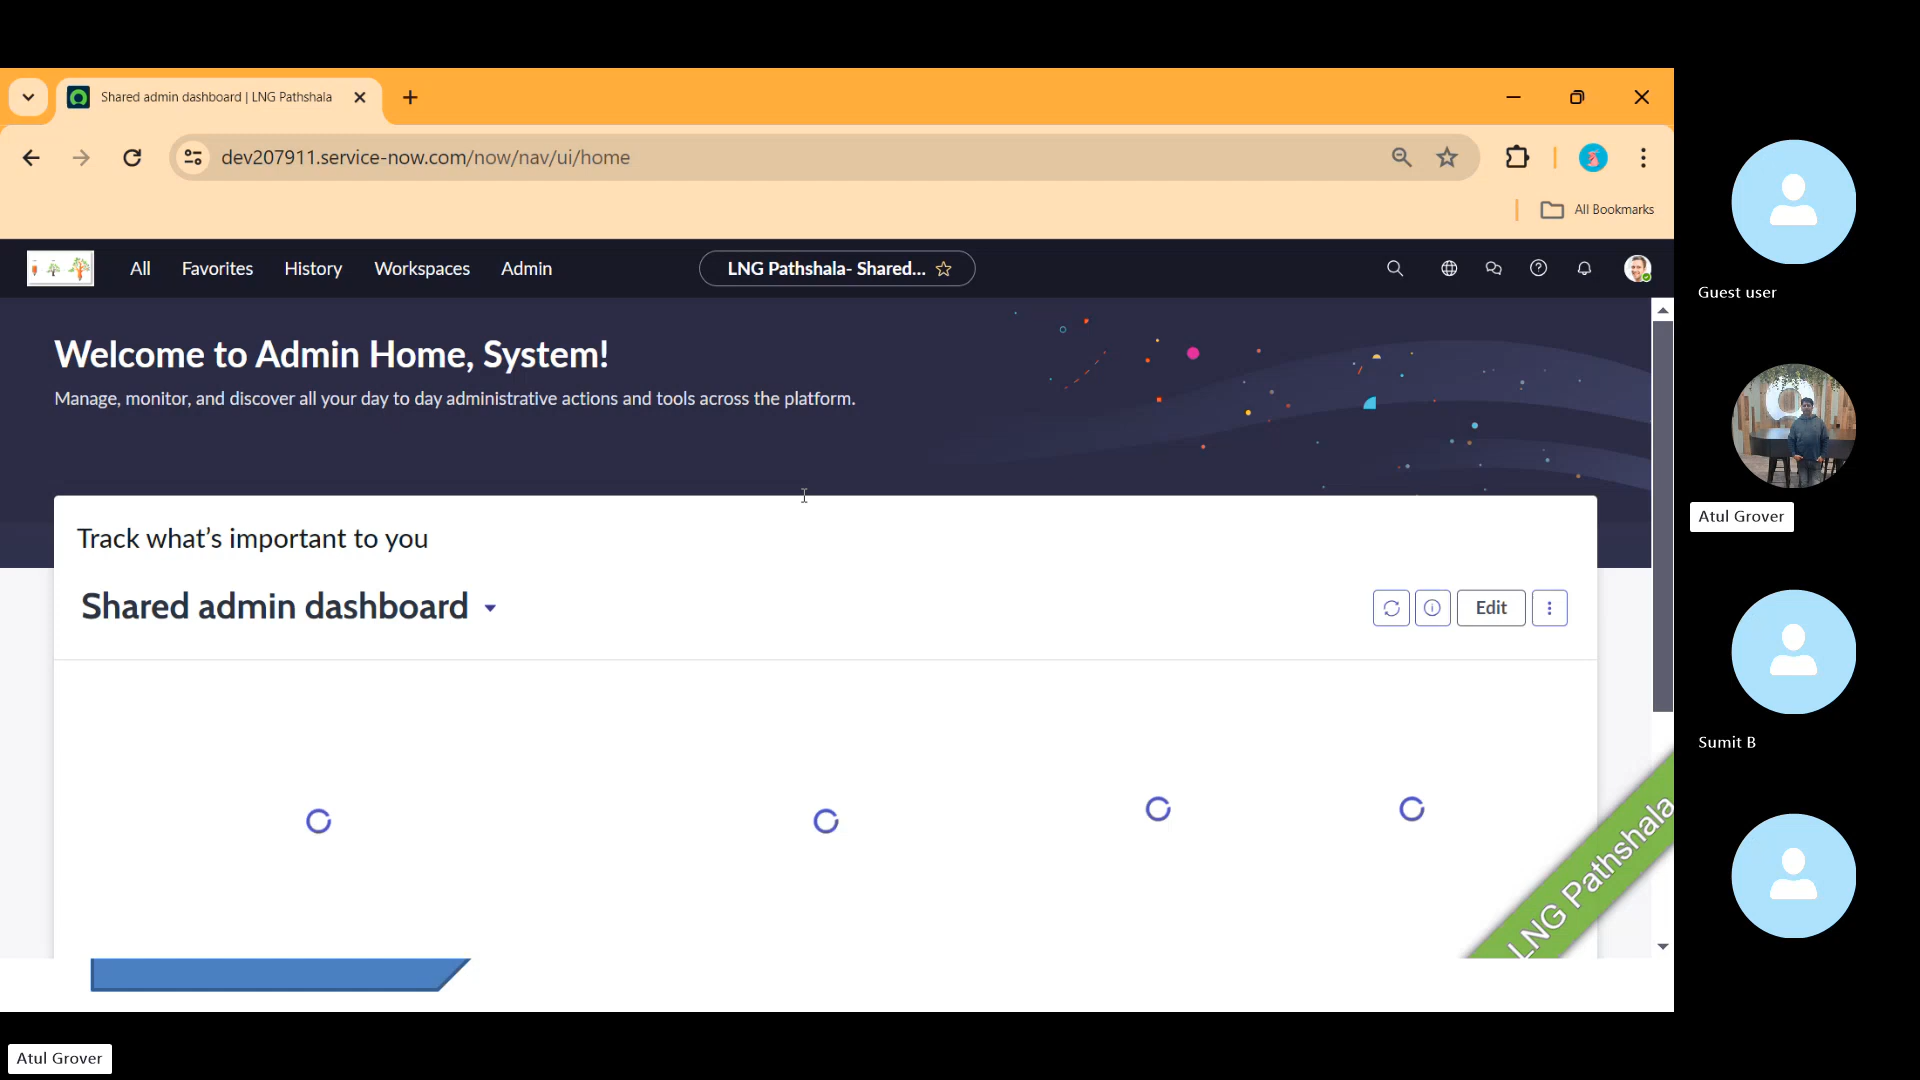 Shared admin dashboard | LNG Pathshala
dev207911.service-now.com/now/nav/ui/home
All Bookmarks
All Favorites History Workspaces Admin
LNG Pathshala- Shared...
Welcome to Admin Home, System!
Manage, monitor, and discover all your day to day administrative actions and tools across the platform.
Track what's important to you
Shared admin dashboard
Edit
LNG Pathshala
Guest user
Atul Grover
Sumit B
Atul Grover